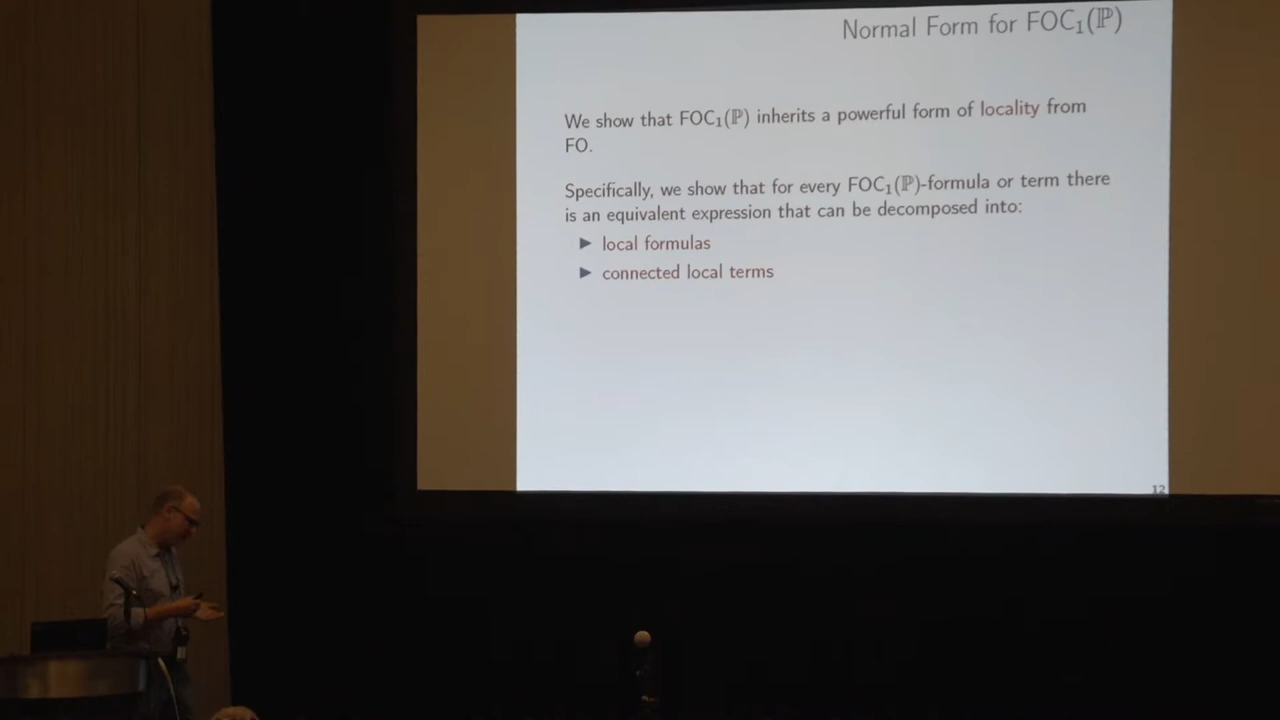 Normal Form for FOC₁(ℙ)
We show that FOC₁(ℙ) inherits a powerful form of locality from
FO.
Specifically, we show that for every FOC₁(ℙ)-formula or term there
is an equivalent expression that can be decomposed into:
▶ local formulas
▶ connected local terms
12